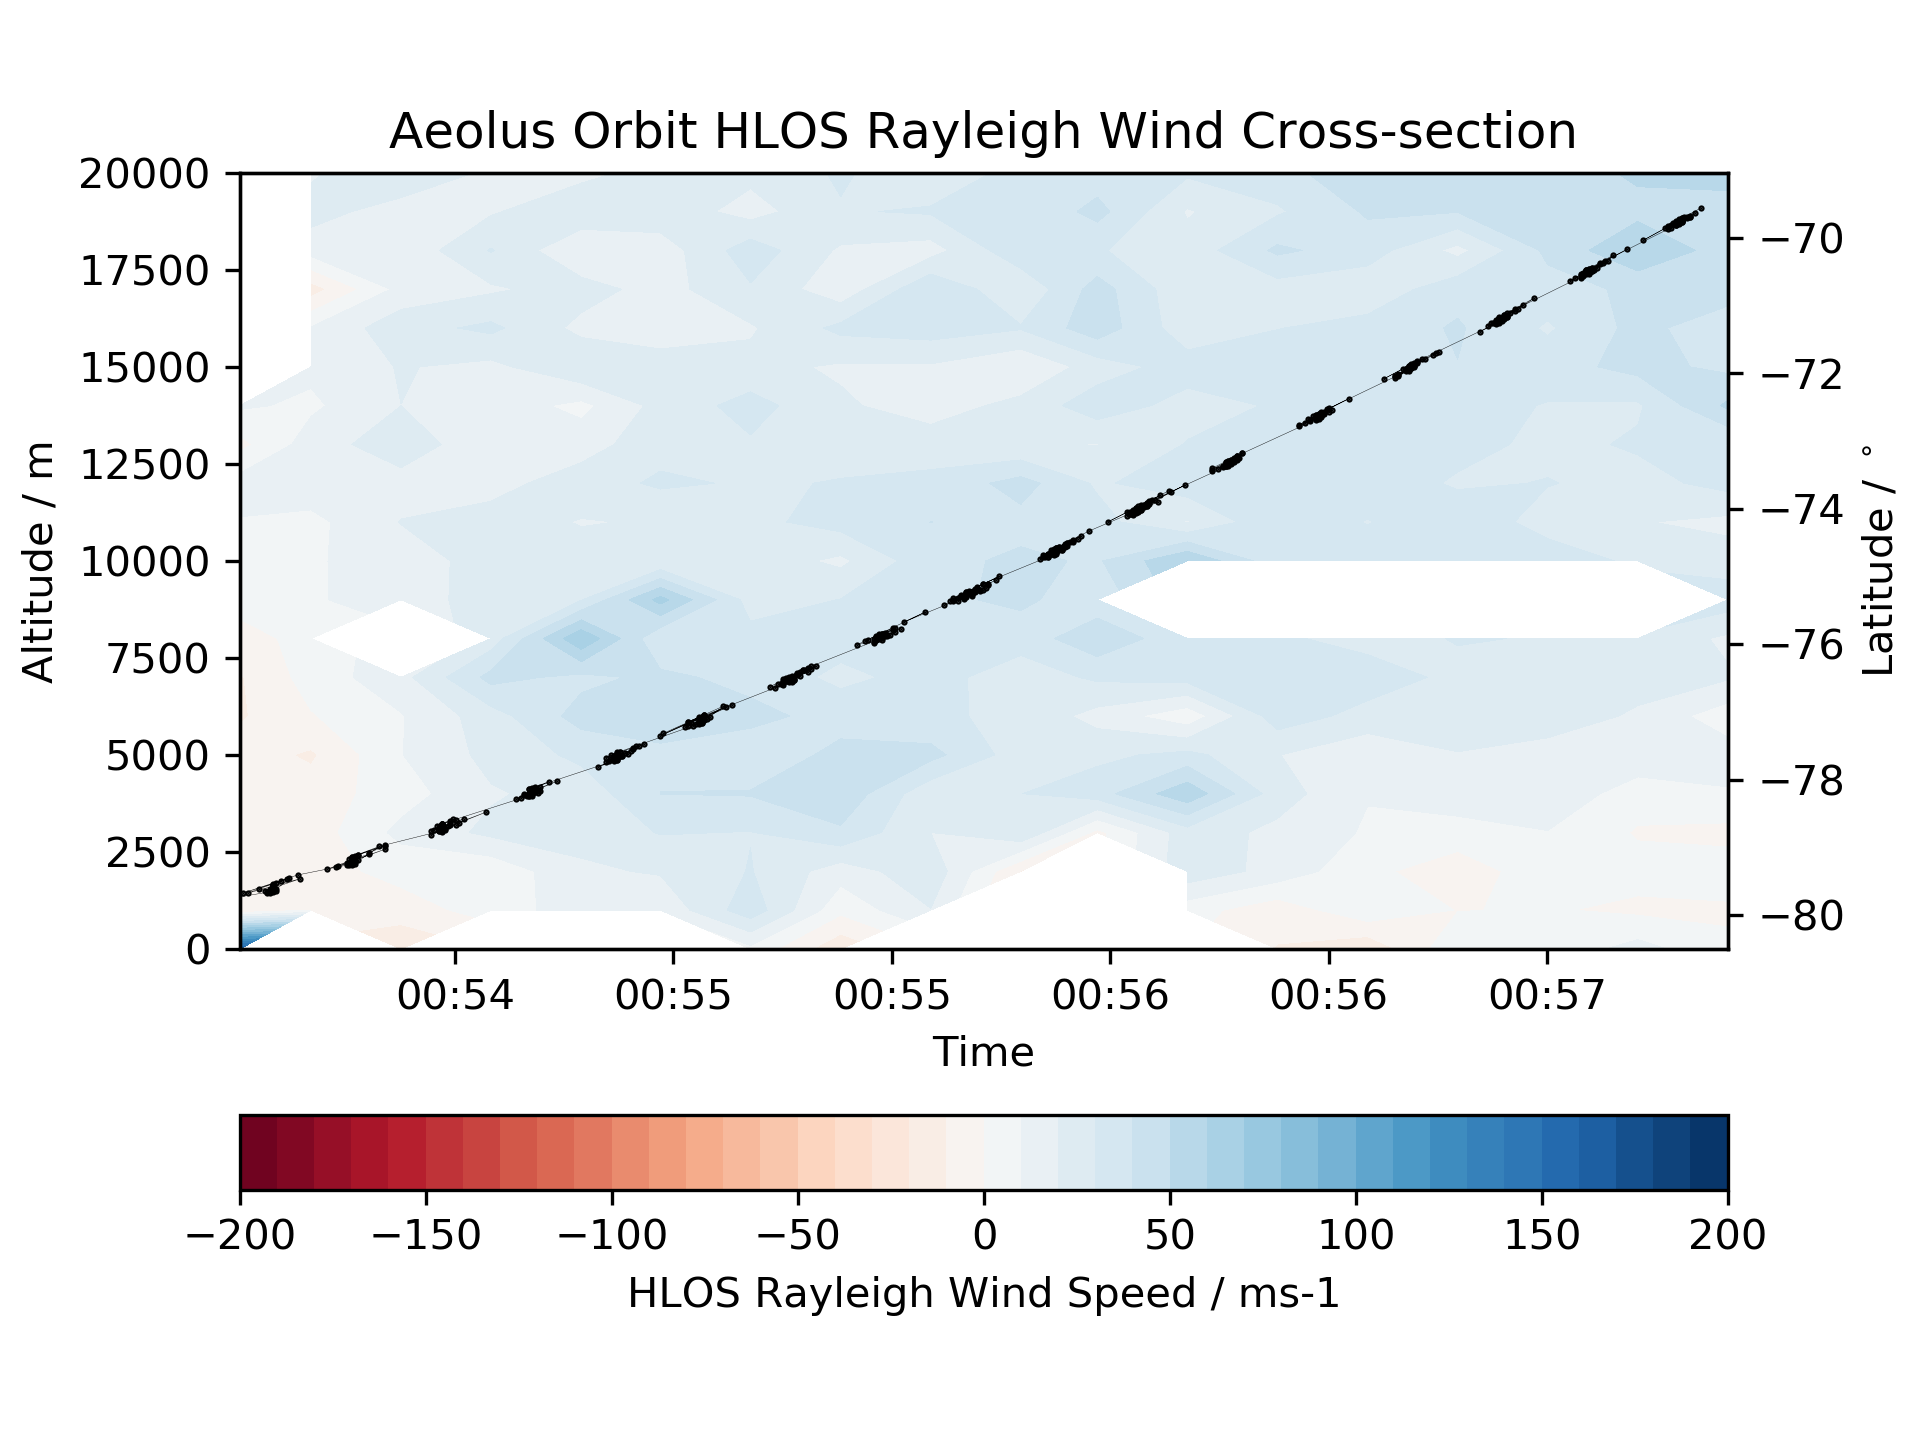 Aeolus Orbit HLOS Rayleigh Wind Cross-section
20000
17500
15000
12500
10000
7500
5000
2500
0
Altitude / m
−70
−72
−74
−76
−78
−80
Latitude / °
00:54 00:55 00:55 00:56 00:56 00:57
Time
−200 −150 −100 −50 0 50 100 150 200
HLOS Rayleigh Wind Speed / ms-1